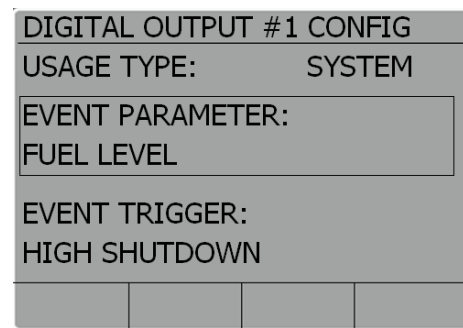 DIGITAL OUTPUT #1 CONFIG
USAGE TYPE: SYSTEM
EVENT PARAMETER:
FUEL LEVEL
EVENT TRIGGER:
HIGH SHUTDOWN